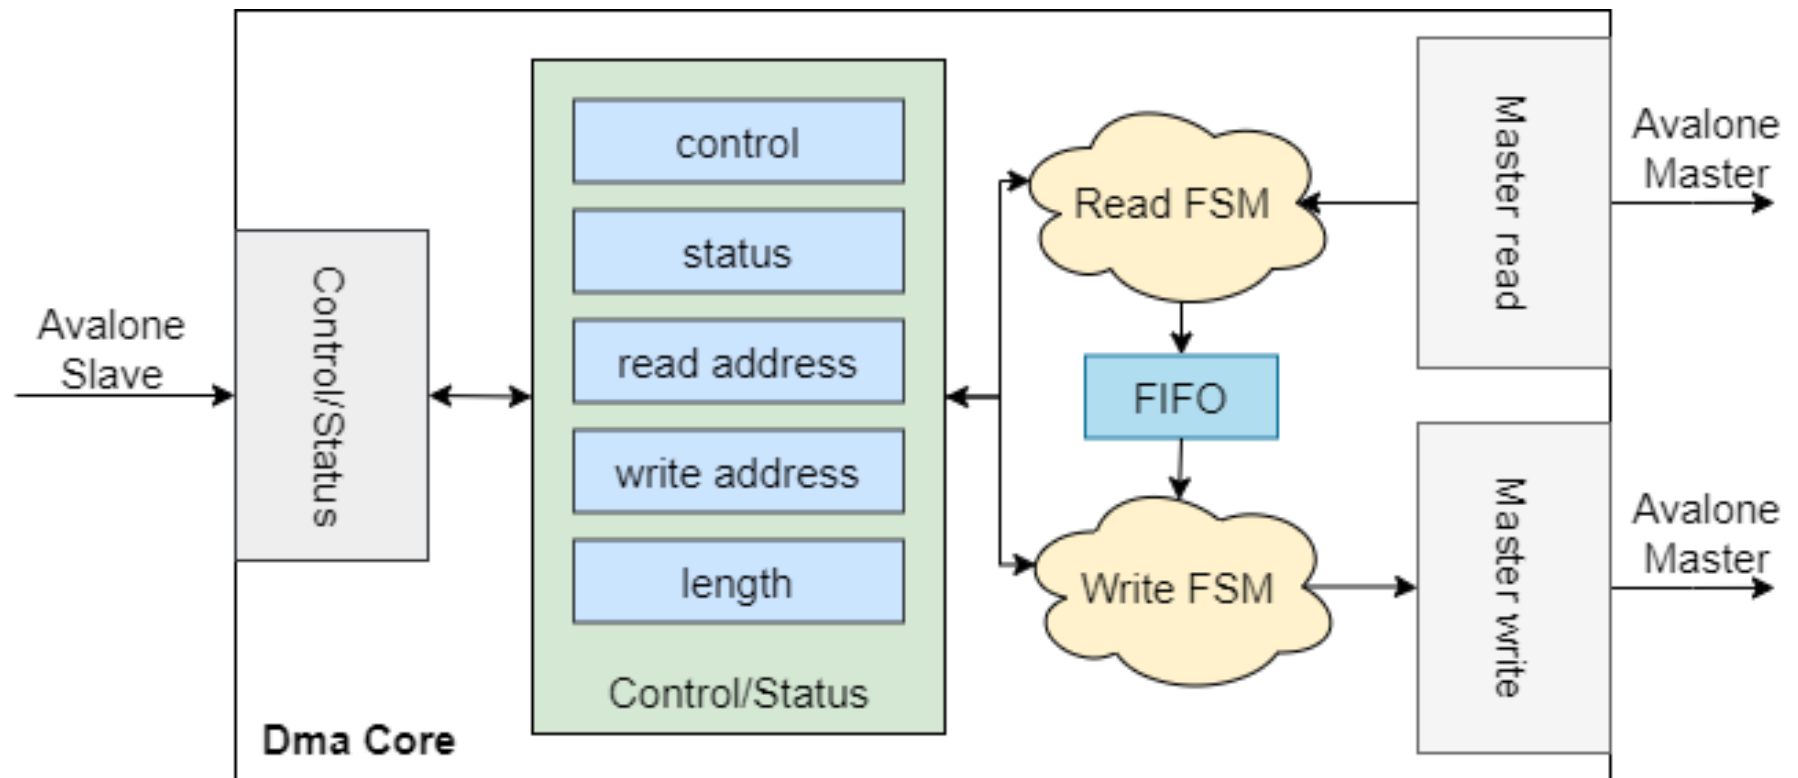 Avalone
Slave
Control/Status
control
status
read address
write address
length
Control/Status
Dma Core
Read FSM
FIFO
Write FSM
Master read
Avalone
Master
Master write
Avalone
Master